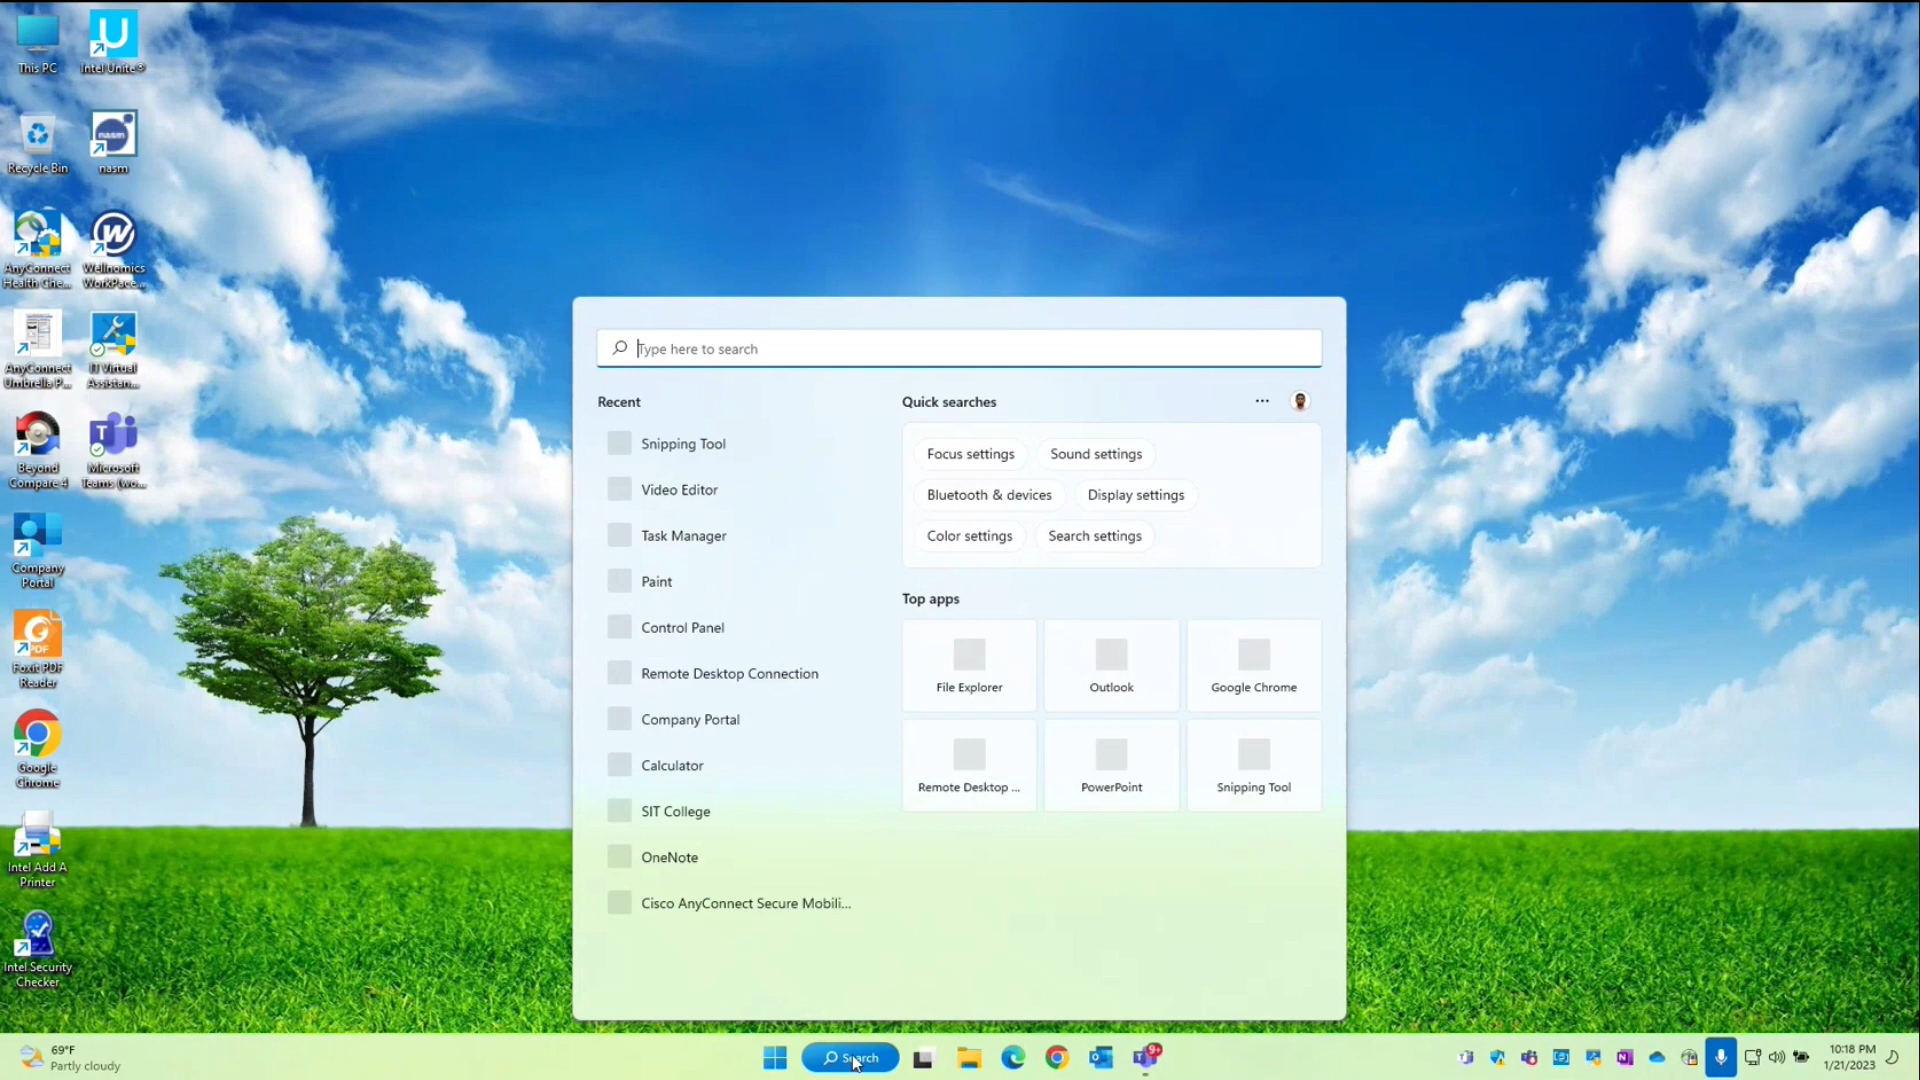 This PC
Intel Unite®
Recycle Bin
nasm
AnyConnect
Health Che...
Wellnomics
WorkPace...
AnyConnect
Umbrella P...
IT Virtual
Assistan...
Beyond
Compare 4
Microsoft
Teams (wo...
Company
Portal
Foxit PDF
Reader
Google
Chrome
Intel Add A
Printer
Intel Security
Checker
Type here to search
Recent
Snipping Tool
Video Editor
Task Manager
Paint
Control Panel
Remote Desktop Connection
Company Portal
Calculator
SIT College
OneNote
Cisco AnyConnect Secure Mobili...
Quick searches
Focus settings
Sound settings
Bluetooth & devices
Display settings
Color settings
Search settings
Top apps
File Explorer
Outlook
Google Chrome
Remote Desktop ...
PowerPoint
Snipping Tool
69°F
Partly cloudy
Search
9+
10:18 PM
1/21/2023